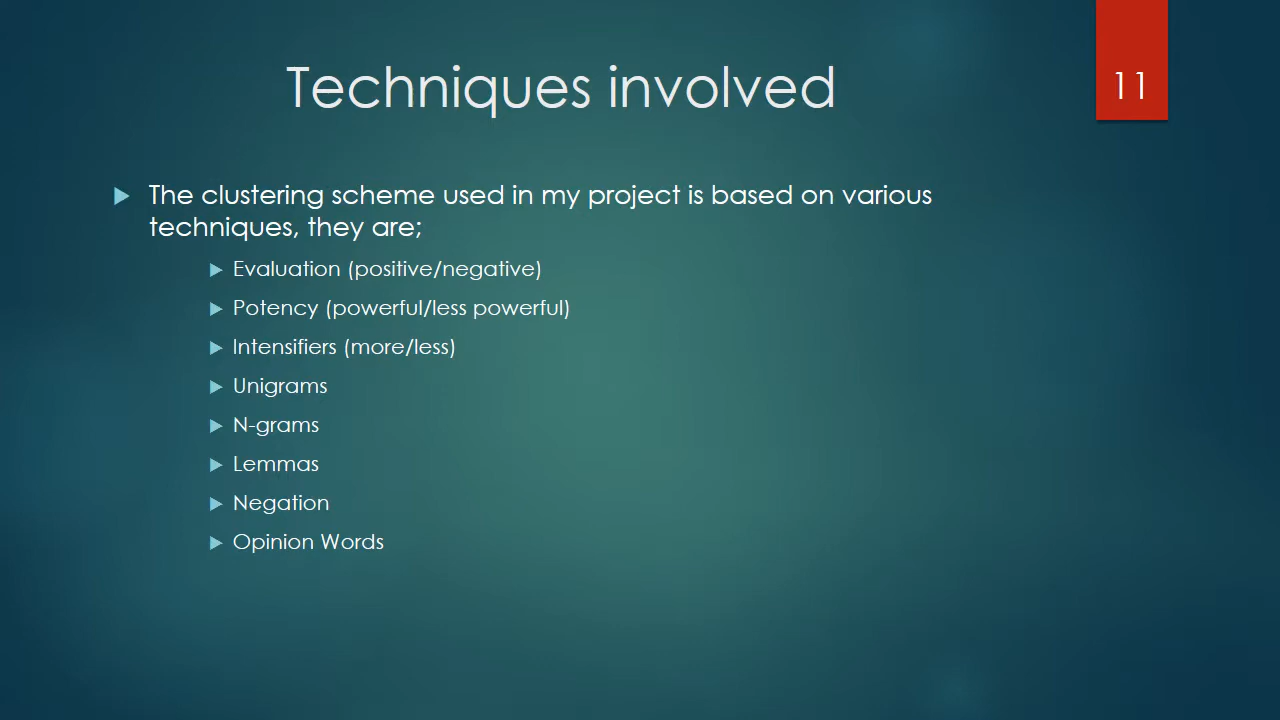 Techniques involved
11
The clustering scheme used in my project is based on various
techniques, they are;
Evaluation (positive/negative)
Potency (powerful/less powerful)
Intensifiers (more/less)
Unigrams
N-grams
Lemmas
Negation
Opinion Words